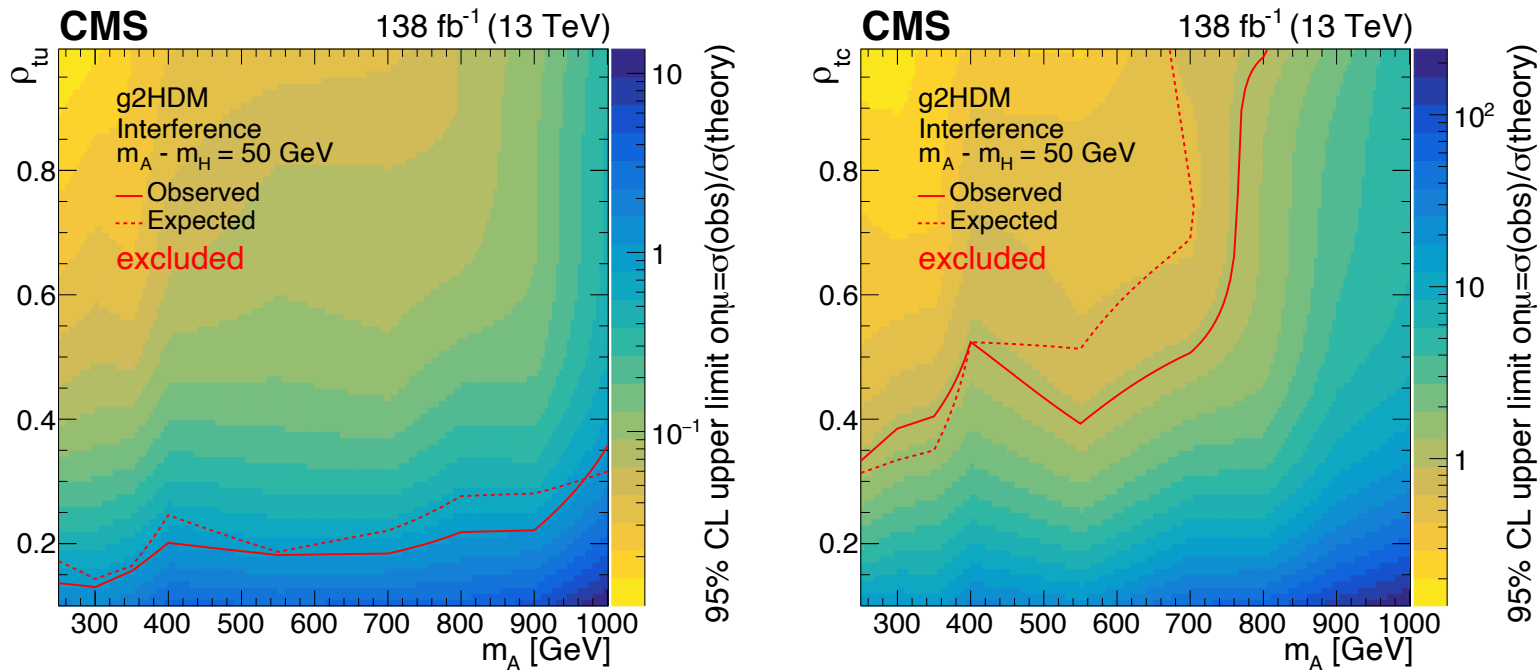 CMS 138 fb⁻¹ (13 TeV)
ρtu
g2HDM
Interference
mA - mH = 50 GeV
Observed
Expected
excluded
0.8
0.6
0.4
0.2
300 400 500 600 700 800 900 1000
mA [GeV]
10
1
10⁻¹
95% CL upper limit onμ=σ(obs)/σ(theory)
CMS 138 fb⁻¹ (13 TeV)
ρtc
g2HDM
Interference
mA - mH = 50 GeV
Observed
Expected
excluded
0.8
0.6
0.4
0.2
300 400 500 600 700 800 900 1000
mA [GeV]
10²
10
1
95% CL upper limit onμ=σ(obs)/σ(theory)